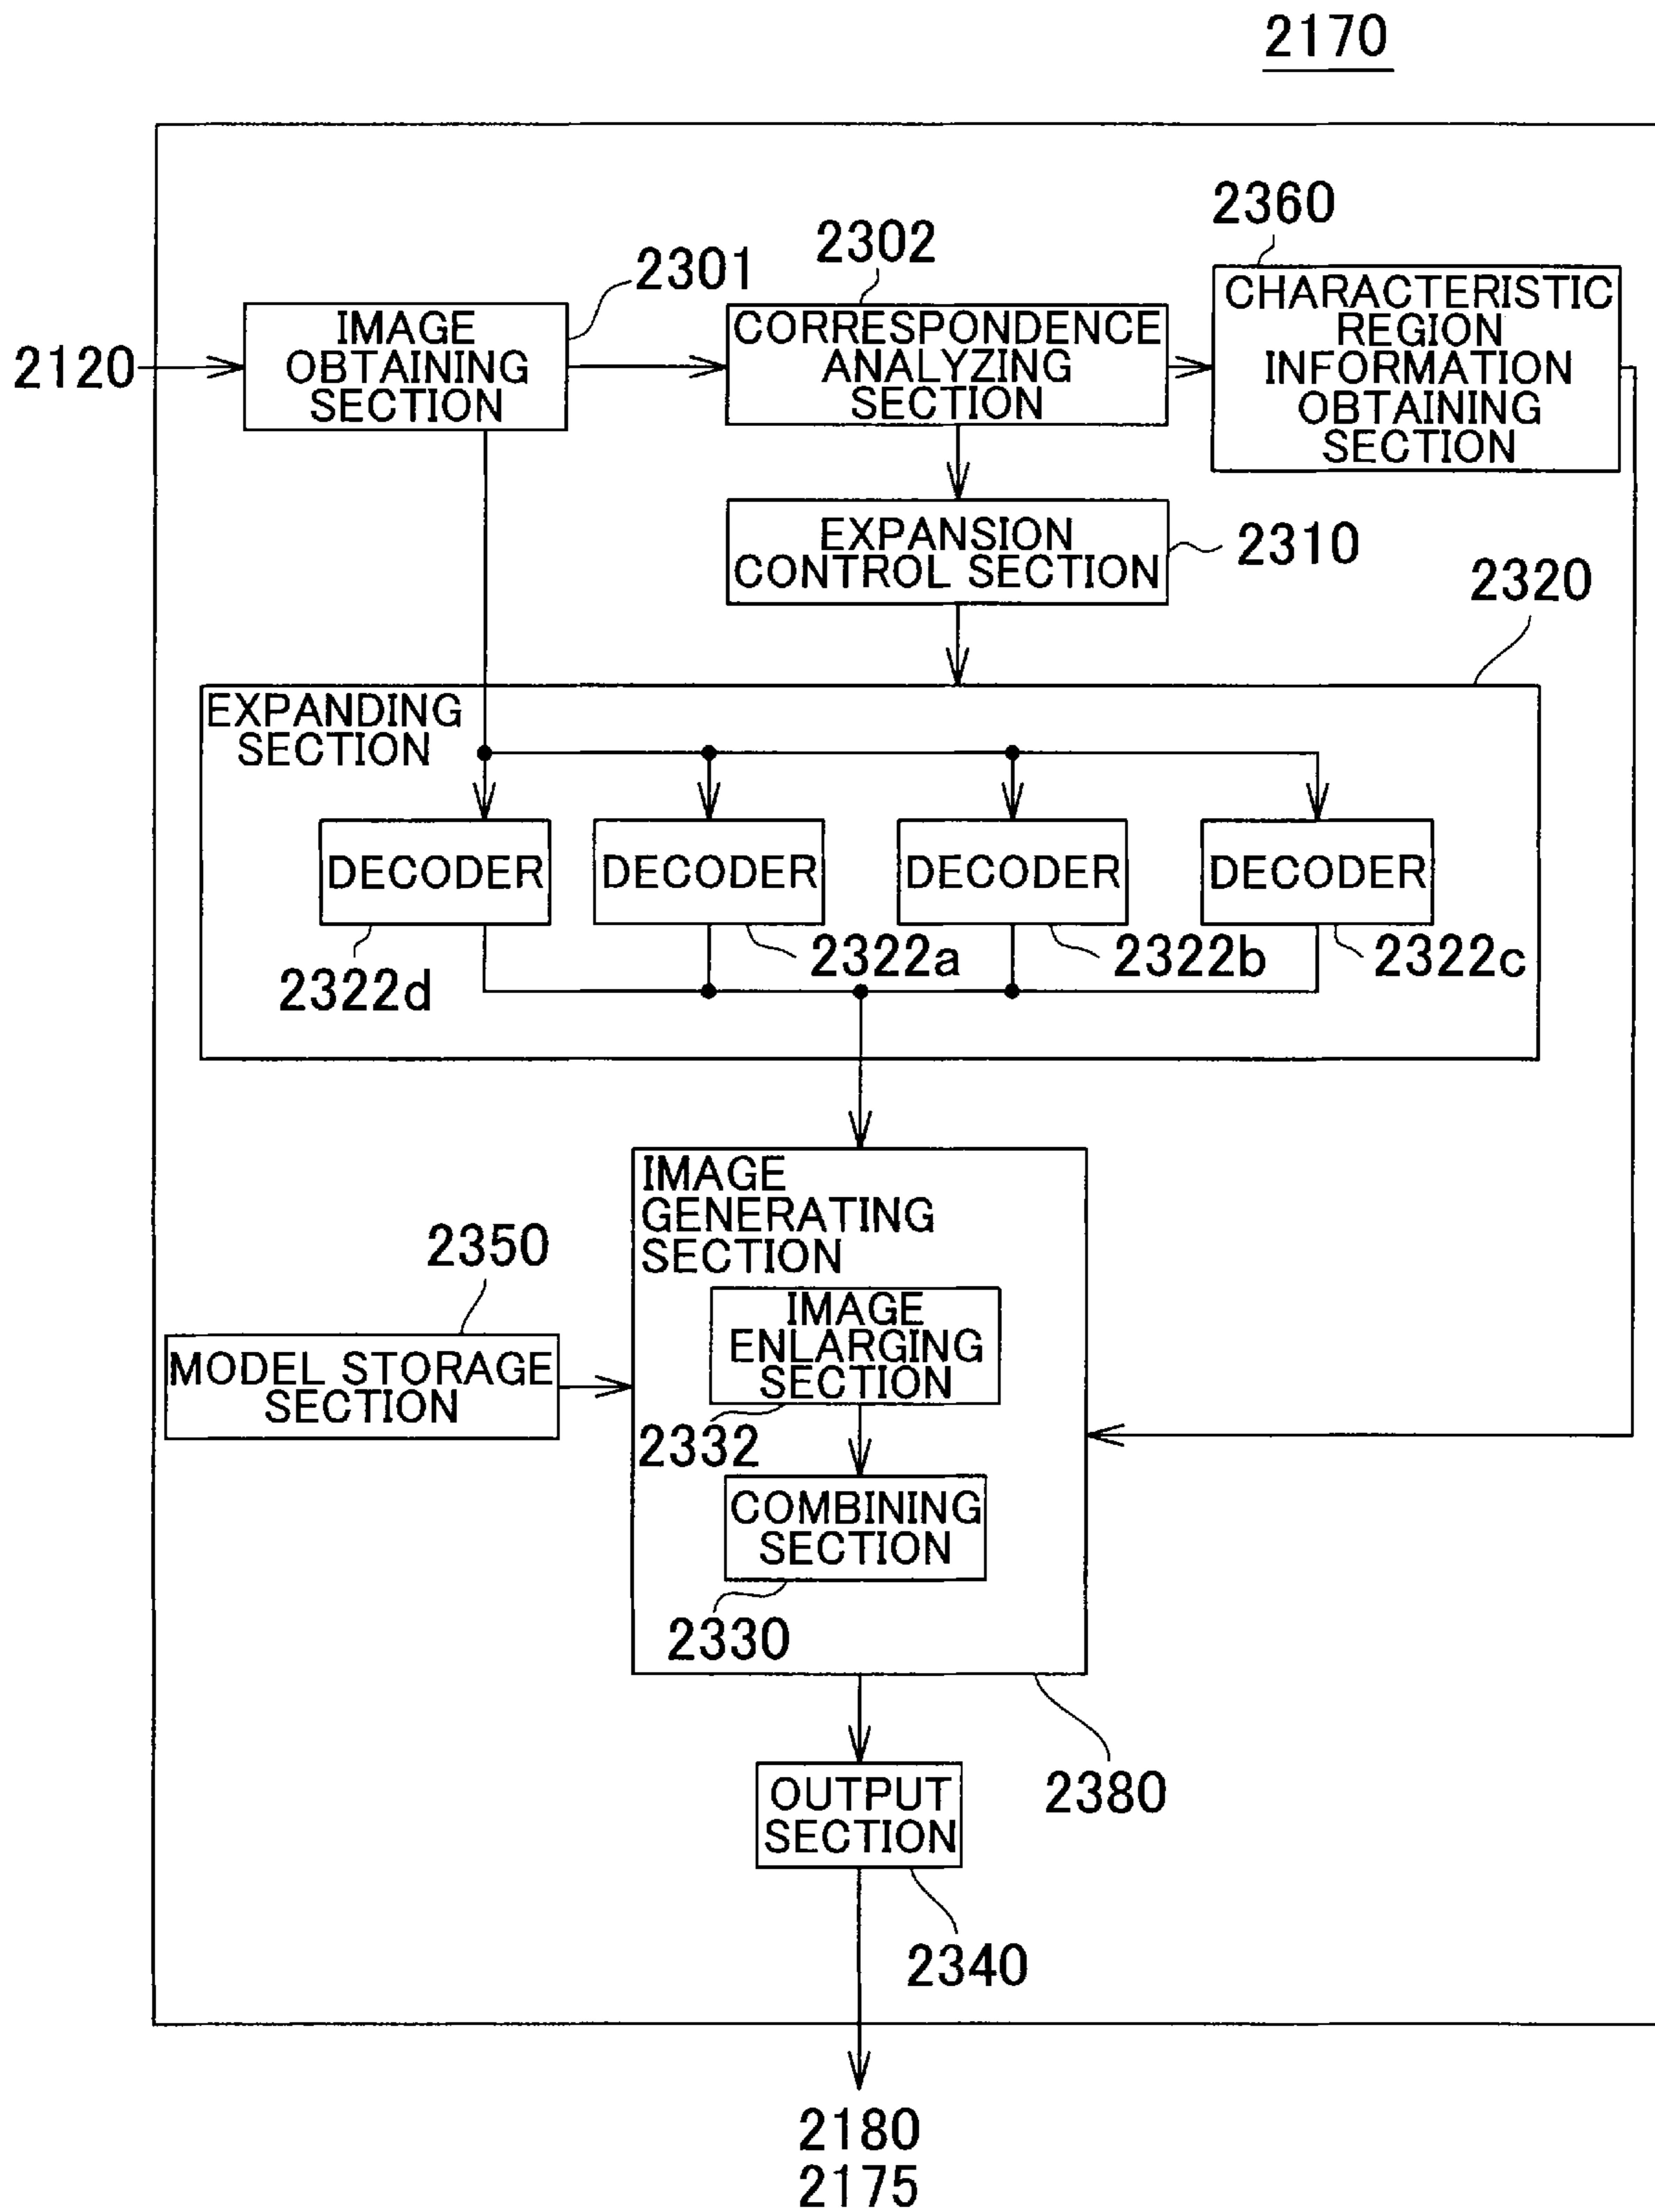 2170
2360
2302
2301
CHARACTERISTIC
REGION
INFORMATION
OBTAINING
SECTION
IMAGE
OBTAINING
SECTION
CORRESPONDENCE
ANALYZING
SECTION
2120
EXPANSION
CONTROL SECTION
2310
2320
EXPANDING
SECTION
DECODER
DECODER
DECODER
DECODER
2322d
2322a
2322b
2322c
IMAGE
GENERATING
SECTION
2350
IMAGE
ENLARGING
SECTION
MODEL STORAGE
SECTION
2332
COMBINING
SECTION
2330
2380
OUTPUT
SECTION
2340
2180
2175